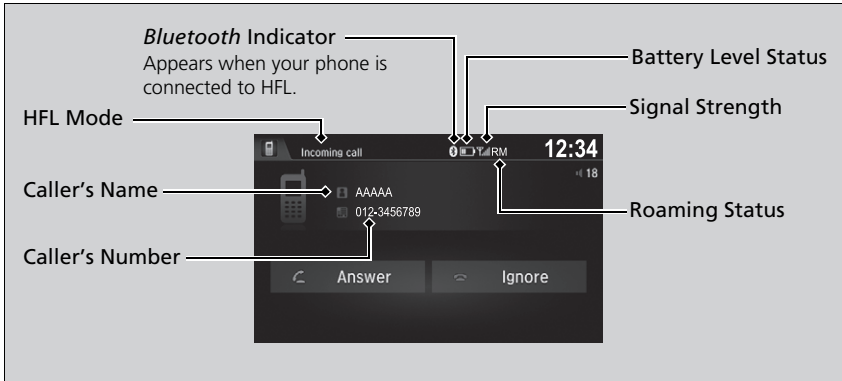 Bluetooth Indicator
Appears when your phone is
connected to HFL.
Battery Level Status
Signal Strength
HFL Mode
Incoming call
RM
12:34
18
Caller's Name
AAAAA
012-3456789
Roaming Status
Caller's Number
Answer
Ignore